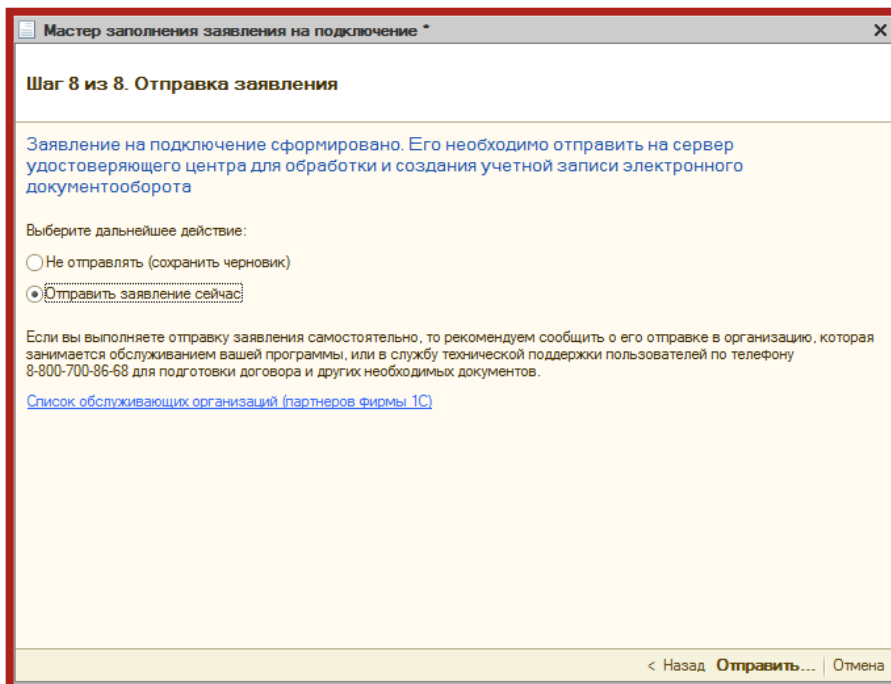 Мастер заполнения заявления на подключение *
Шаг 8 из 8. Отправка заявления
Заявление на подключение сформировано. Его необходимо отправить на сервер
удостоверяющего центра для обработки и создания учетной записи электронного
документооборота
Выберите дальнейшее действие:
Не отправлять (сохранить черновик)
Отправить заявление сейчас
Если вы выполняете отправку заявления самостоятельно, то рекомендуем сообщить о его отправке в организацию, которая
занимается обслуживанием вашей программы, или в службу технической поддержки пользователей по телефону
8-800-700-86-68 для подготовки договора и других необходимых документов.
Список обслуживающих организаций (партнеров фирмы 1С)
< Назад Отправить... Отмена